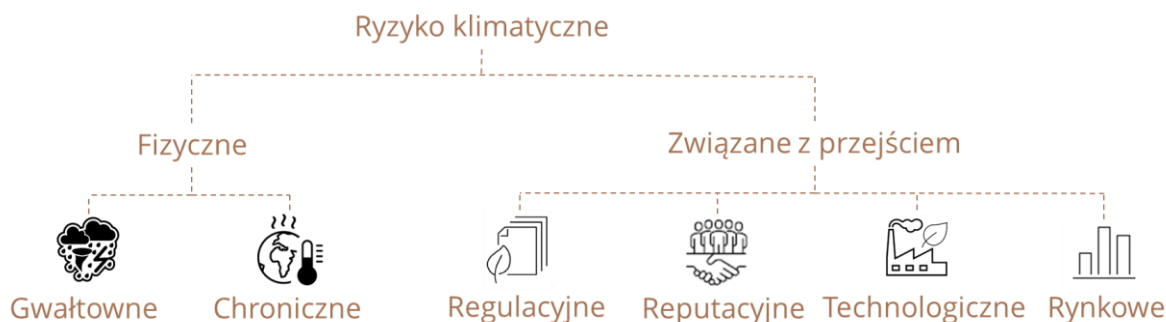 Ryzyko klimatyczne
Fizyczne
Związane z przejściem
Gwałtowne
Chroniczne
Regulacyjne
Reputacyjne
Technologiczne
Rynkowe